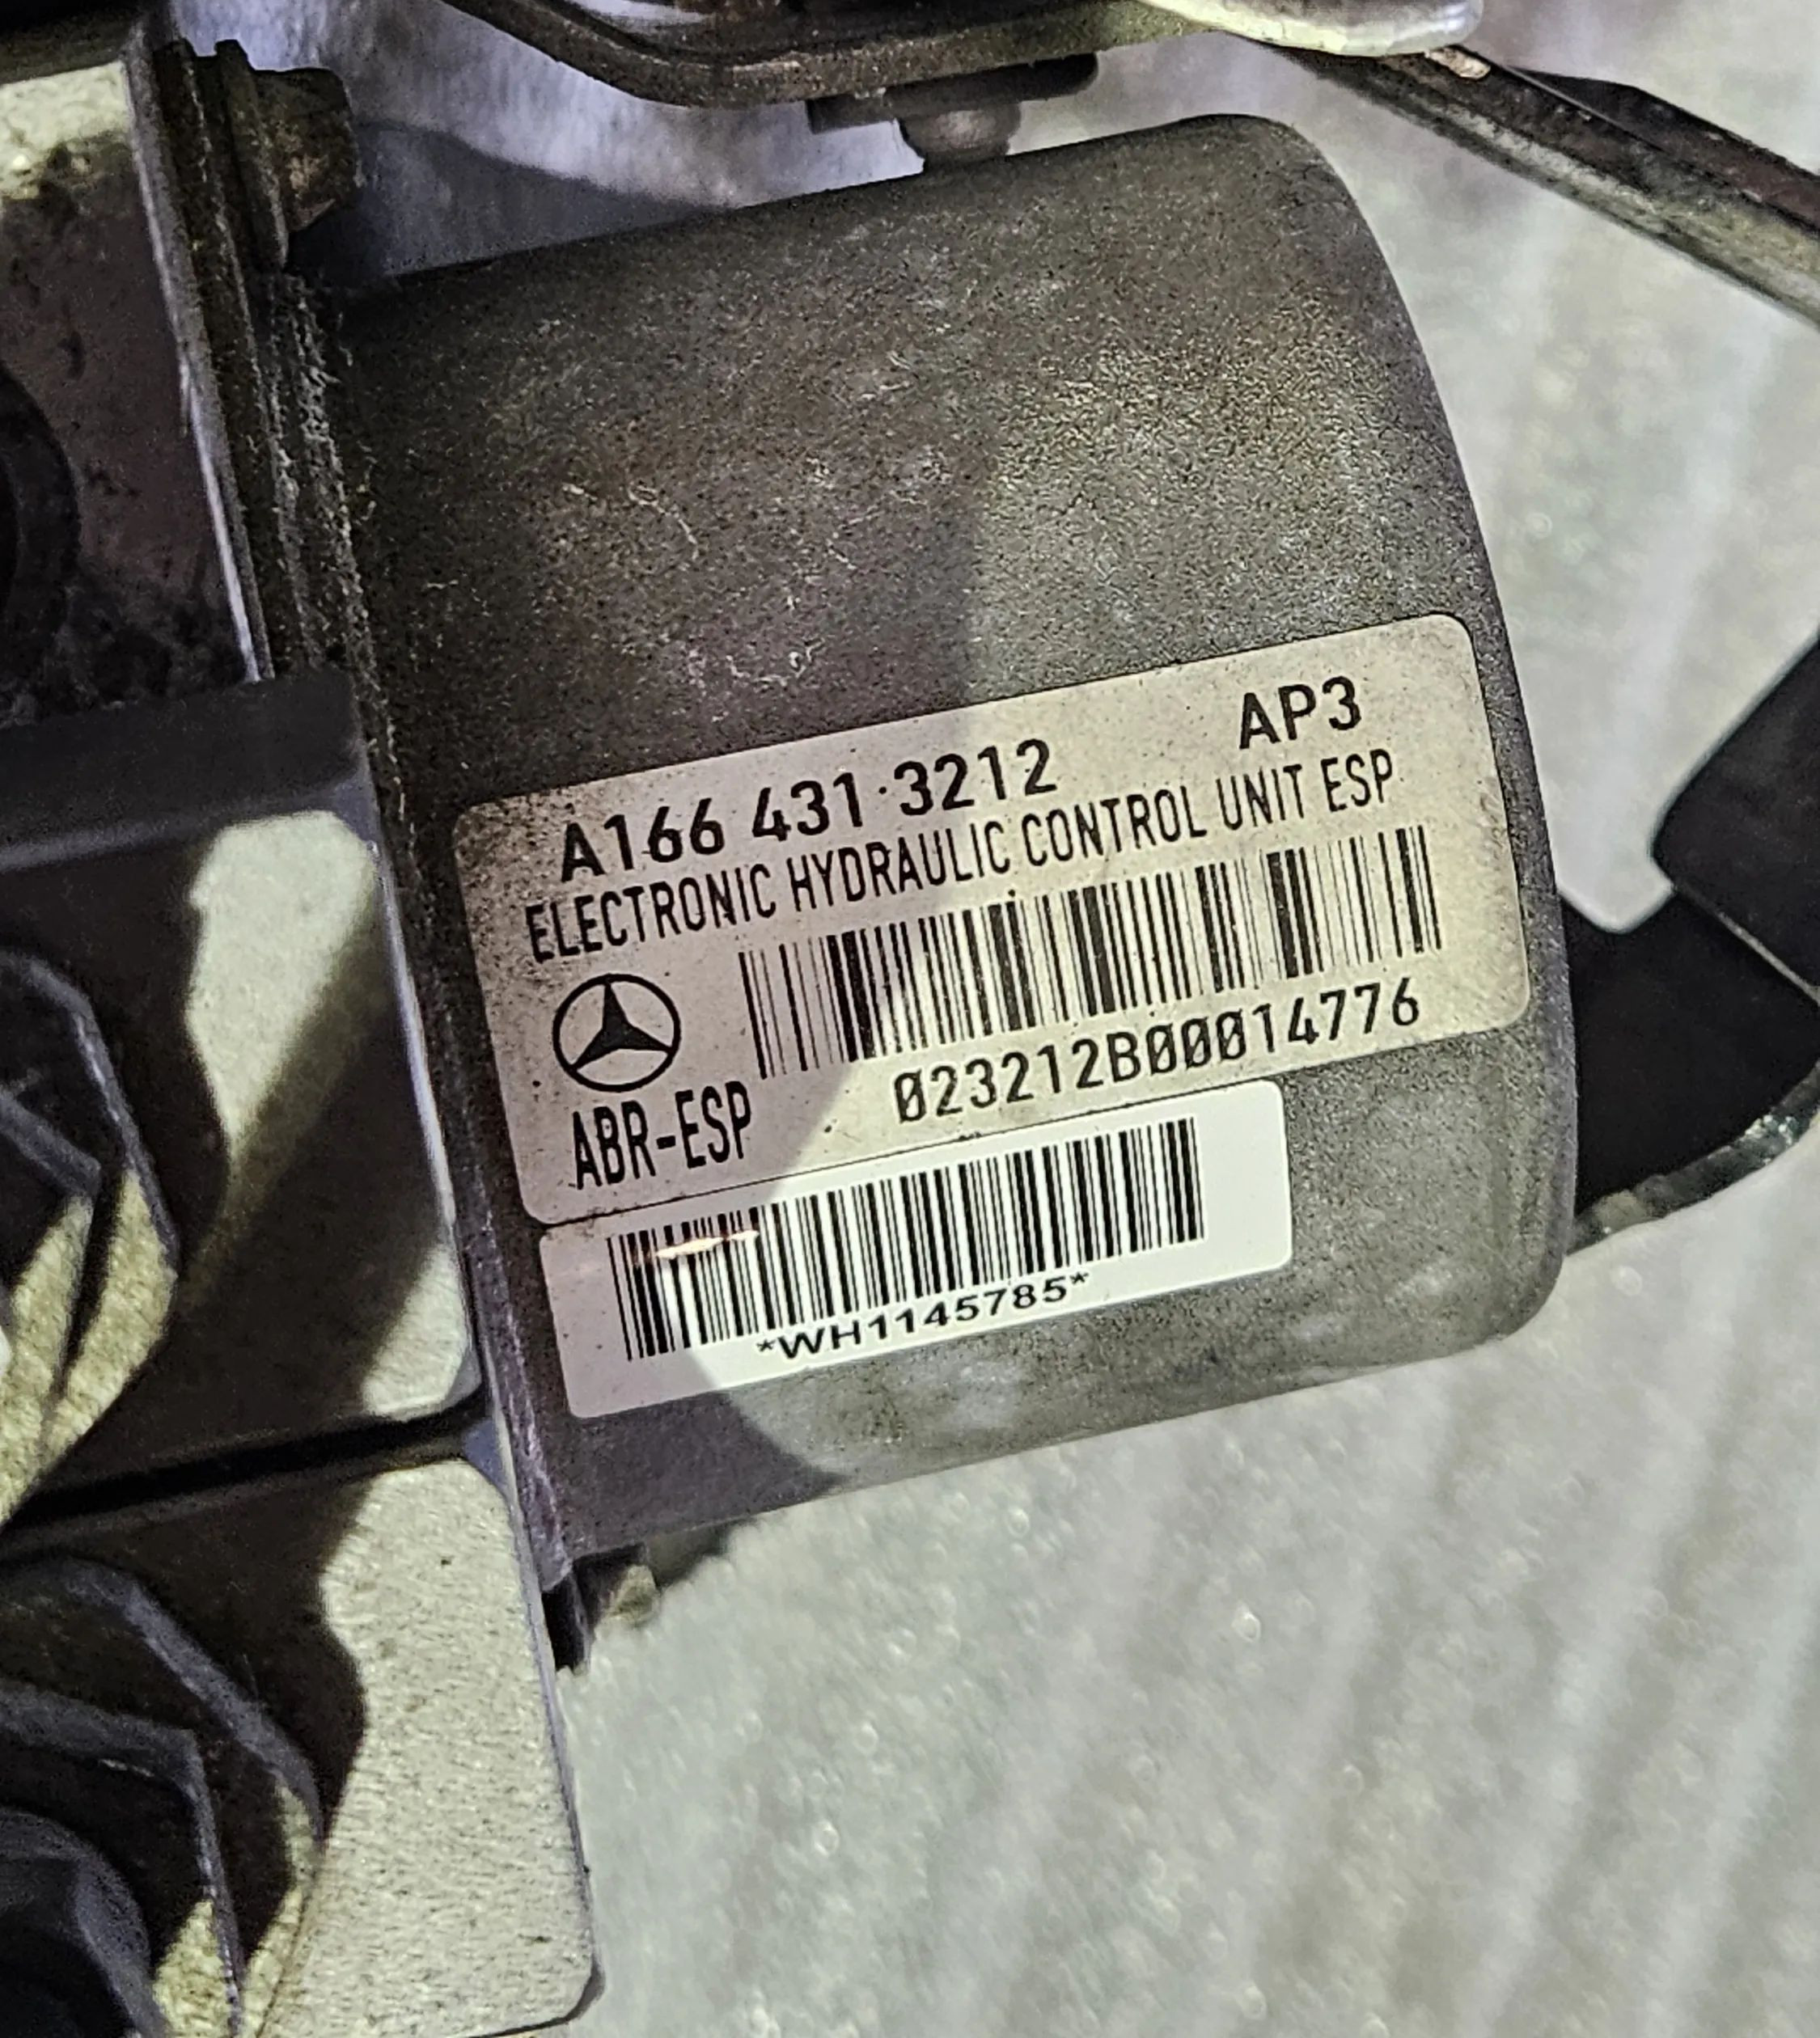 A166 431 3212 AP3
ELECTRONIC HYDRAULIC CONTROL UNIT ESP
023212B00014776
ABR-ESP
*WH1145785*